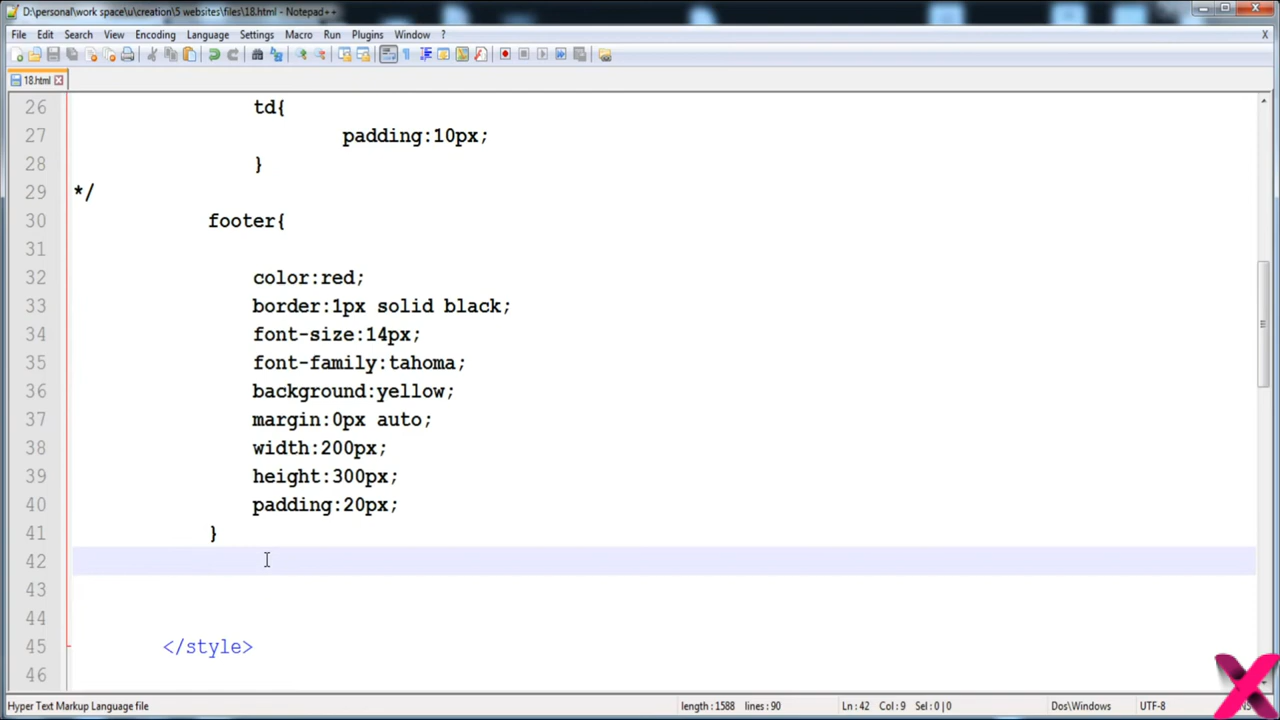 D:\personal\work space\u\creation\5 websites\files\18.html - Notepad++
File Edit Search View Encoding Language Settings Macro Run Plugins Window ? X
18.html
26 td{
27 padding:10px;
28 }
29 */
30 footer{
31
32 color:red;
33 border:1px solid black;
34 font-size:14px;
35 font-family:tahoma;
36 background:yellow;
37 margin:0px auto;
38 width:200px;
39 height:300px;
40 padding:20px;
41 }
42
43
44
45 </style>
46
Hyper Text Markup Language file length : 1588 lines : 90 Ln : 42 Col : 9 Sel : 0 | 0 Dos\Windows UTF-8